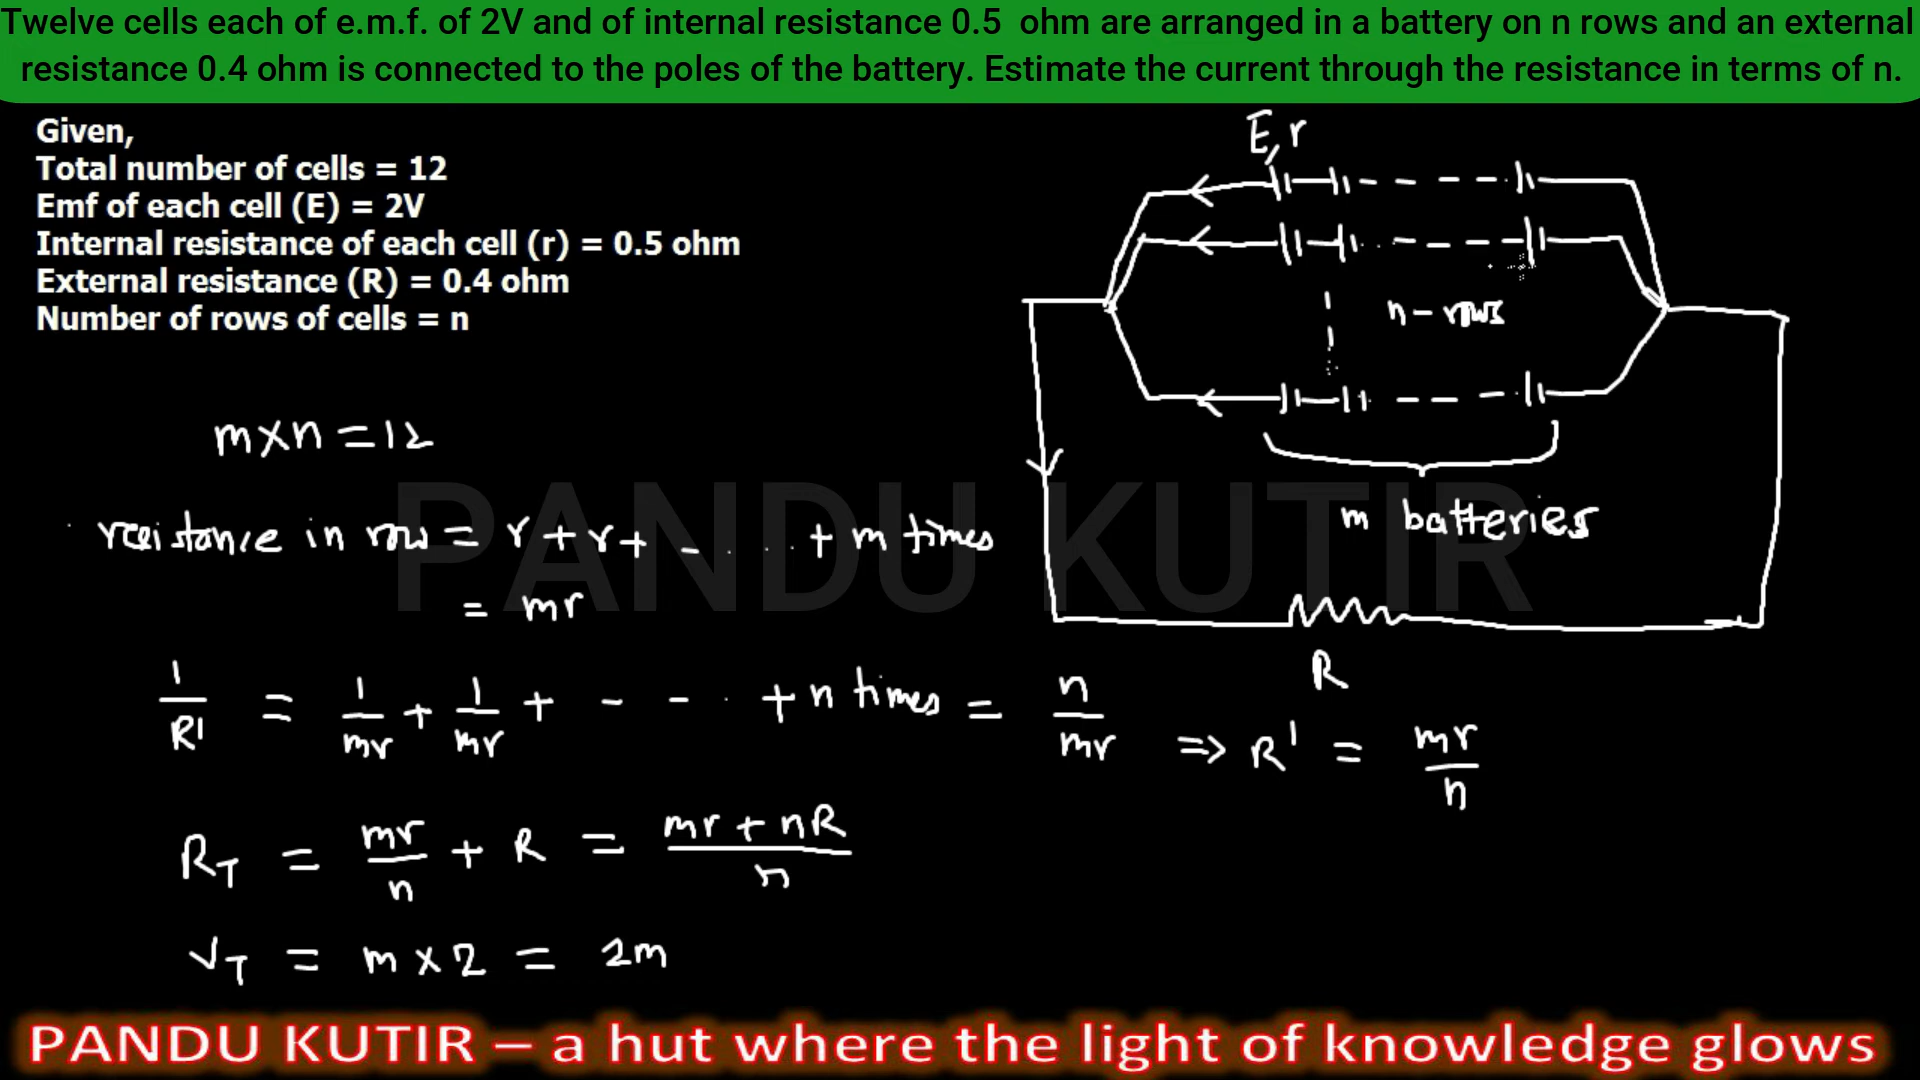 Twelve cells each of e.m.f. of 2V and of internal resistance 0.5 ohm are arranged in a battery on n rows and an external
resistance 0.4 ohm is connected to the poles of the battery. Estimate the current through the resistance in terms of n.
Given,
Total number of cells = 12
Emf of each cell (E) = 2V
Internal resistance of each cell (r) = 0.5 ohm
External resistance (R) = 0.4 ohm
Number of rows of cells = n
E, r
n - rows
m batteries
R
m × n = 12
resistance in row = r + r + - . . . + m times
= mr
1/R' = 1/mr + 1/mr + - - . + n times = n/mr => R' = mr/n
R_T = mr/n + R = (mr + nR)/n
V_T = m × 2 = 2m
PANDU KUTIR
PANDU KUTIR – a hut where the light of knowledge glows